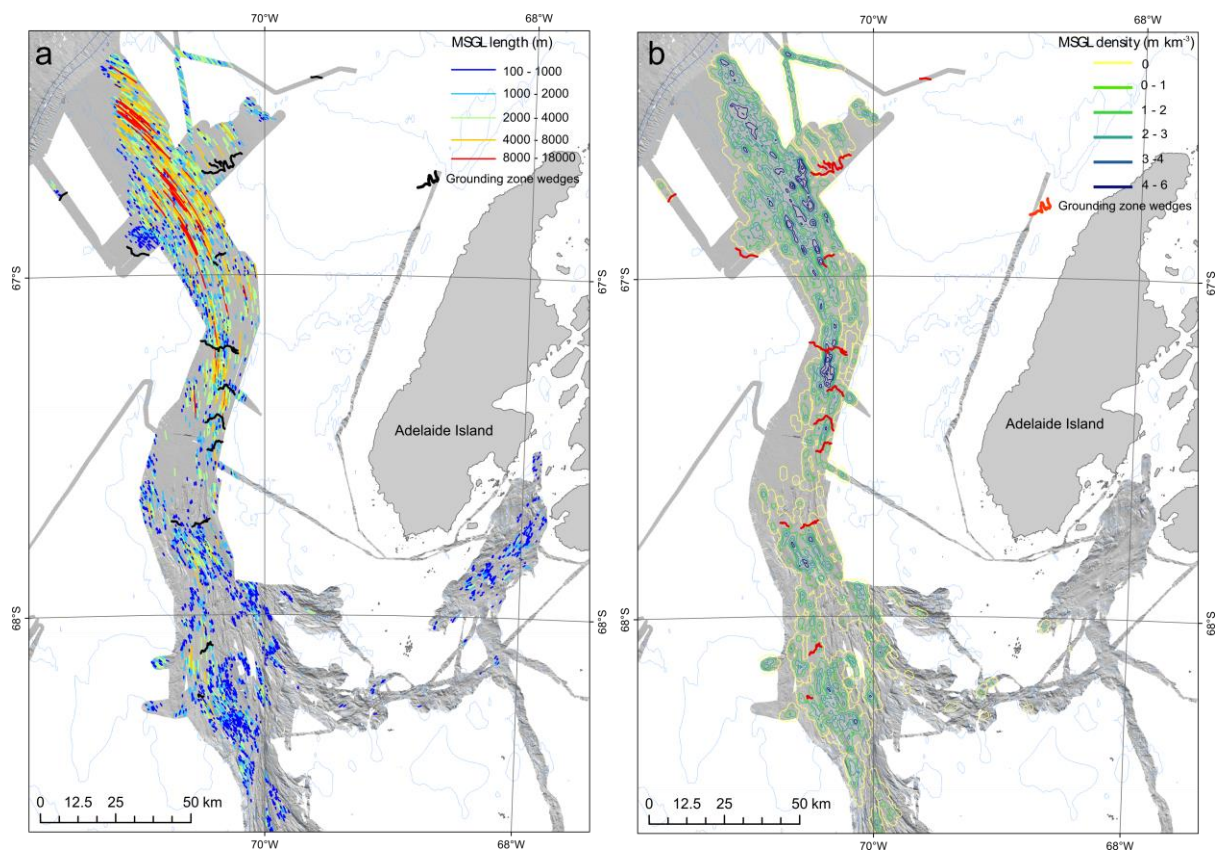 70°W
68°W
a
MSGL length (m)
100 - 1000
1000 - 2000
2000 - 4000
4000 - 8000
8000 - 18000
Grounding zone wedges
67°S
Adelaide Island
68°S
0 12.5 25 50 km
70°W
68°W
70°W
68°W
b
MSGL density (m km⁻³)
0
0 - 1
1 - 2
2 - 3
3 -4
4 - 6
Grounding zone wedges
67°S
67°S
Adelaide Island
68°S
68°S
0 12.5 25 50 km
70°W
68°W